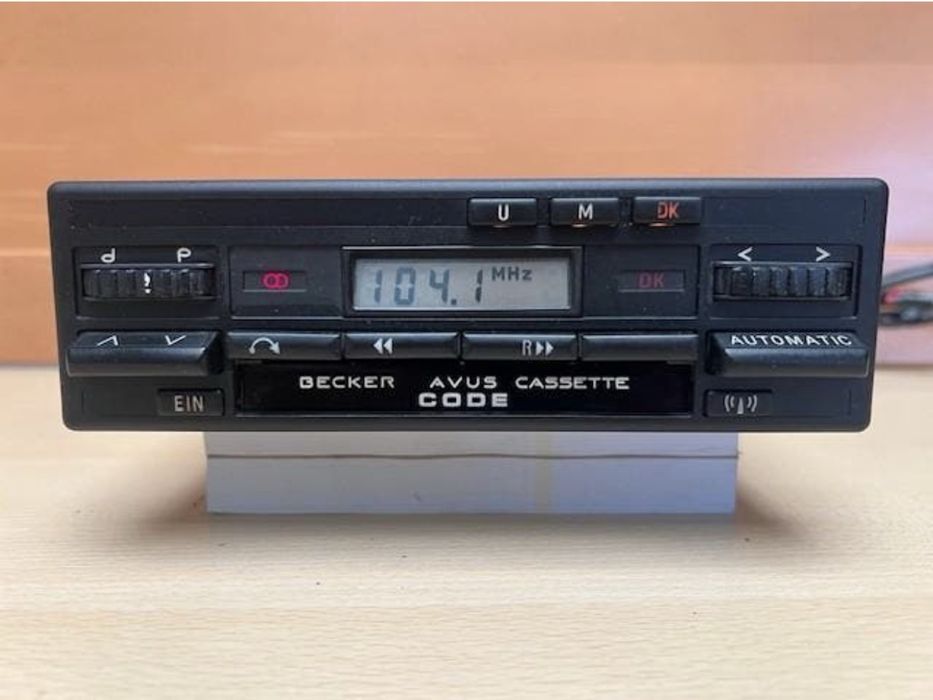 U M DK
d P < >
104.1 MHz DK
R
AUTOMATIC
BECKER AVUS CASSETTE
CODE
EIN